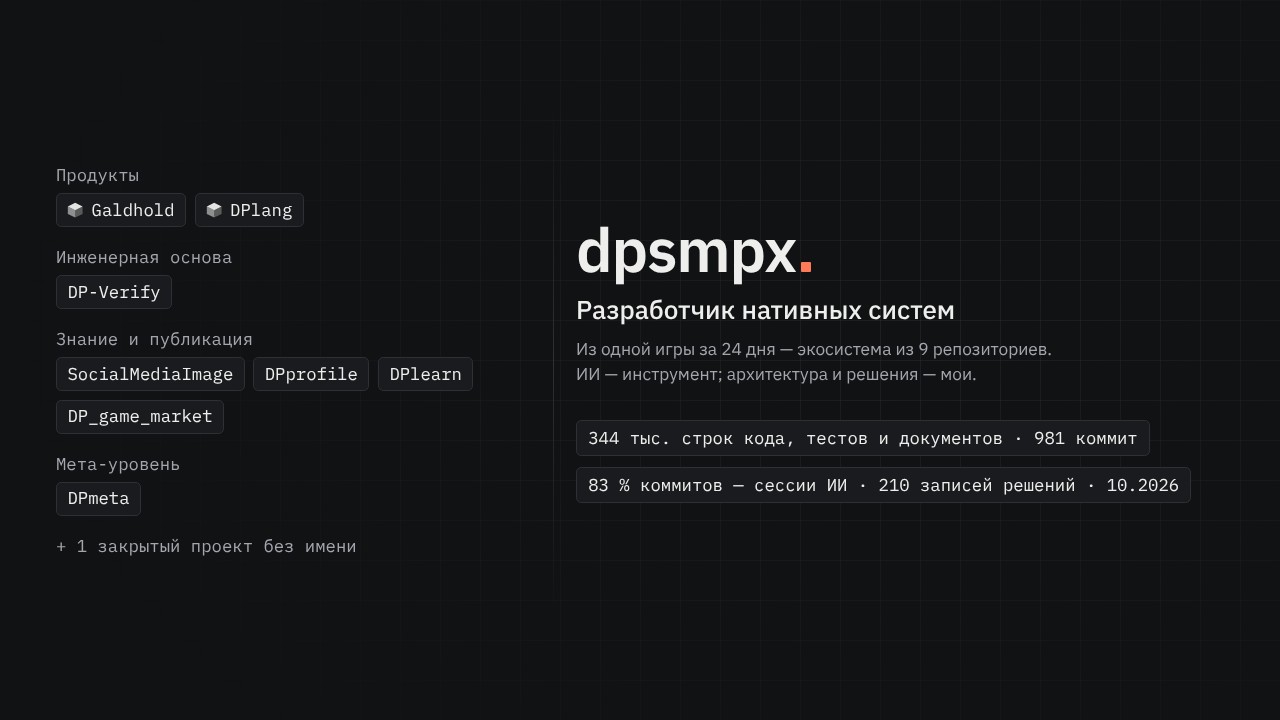 Продукты
Galdhold DPlang
Инженерная основа
DP-Verify
Знание и публикация
SocialMediaImage DPprofile DPlearn
DP_game_market
Мета-уровень
DPmeta
+ 1 закрытый проект без имени
dpsmpx.
Разработчик нативных систем
Из одной игры за 24 дня — экосистема из 9 репозиториев.
ИИ — инструмент; архитектура и решения — мои.
344 тыс. строк кода, тестов и документов · 981 коммит
83 % коммитов — сессии ИИ · 210 записей решений · 10.2026